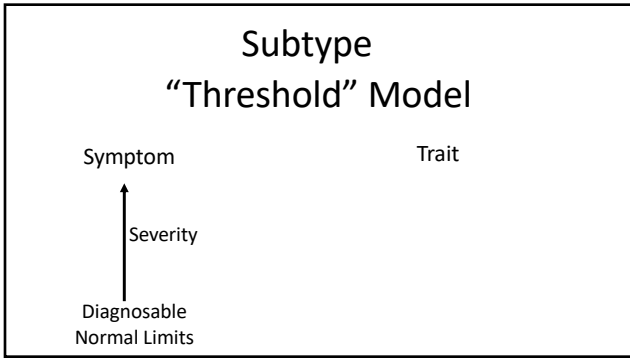 Subtype
“Threshold” Model
Symptom
Trait
Severity
Diagnosable
Normal Limits